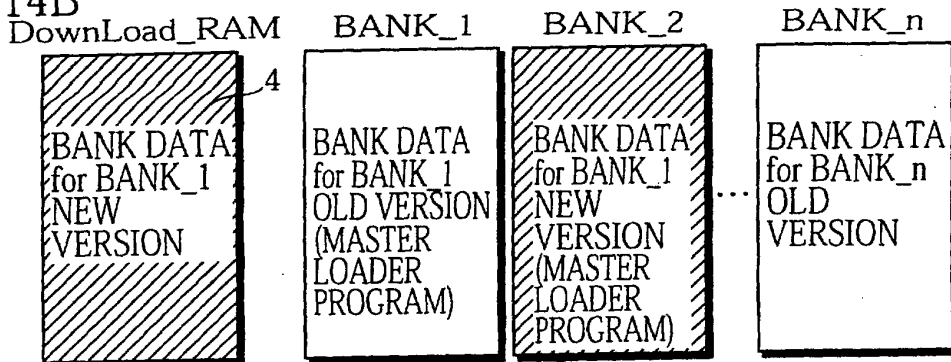 14B
DownLoad_RAM
BANK_1
BANK_2
BANK_n
4
BANK DATA
for BANK_1
NEW
VERSION
BANK DATA
for BANK_1
OLD VERSION
(MASTER
LOADER
PROGRAM)
BANK DATA
for BANK_1
NEW
VERSION
(MASTER
LOADER
PROGRAM)
...
BANK DATA
for BANK_n
OLD
VERSION